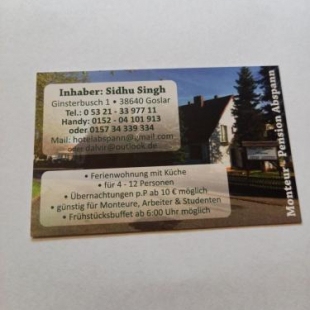 Inhaber: Sidhu Singh
Ginsterbusch 1 • 38640 Goslar
Tel.: 0 53 21 - 33 977 11
Handy: 0152 - 04 101 913
oder 0157 34 339 334
Mail: hotelabspann@gmail.com
@outlook.de
• Ferienwohnung mit Küche
• für 4 - 12 Personen
• Übernachtungen p.P ab 10 € möglich
• günstig für Monteure, Arbeiter & Studenten
• Frühstücksbuffet ab 6:00 Uhr möglich
Monteur - Pension Abspann